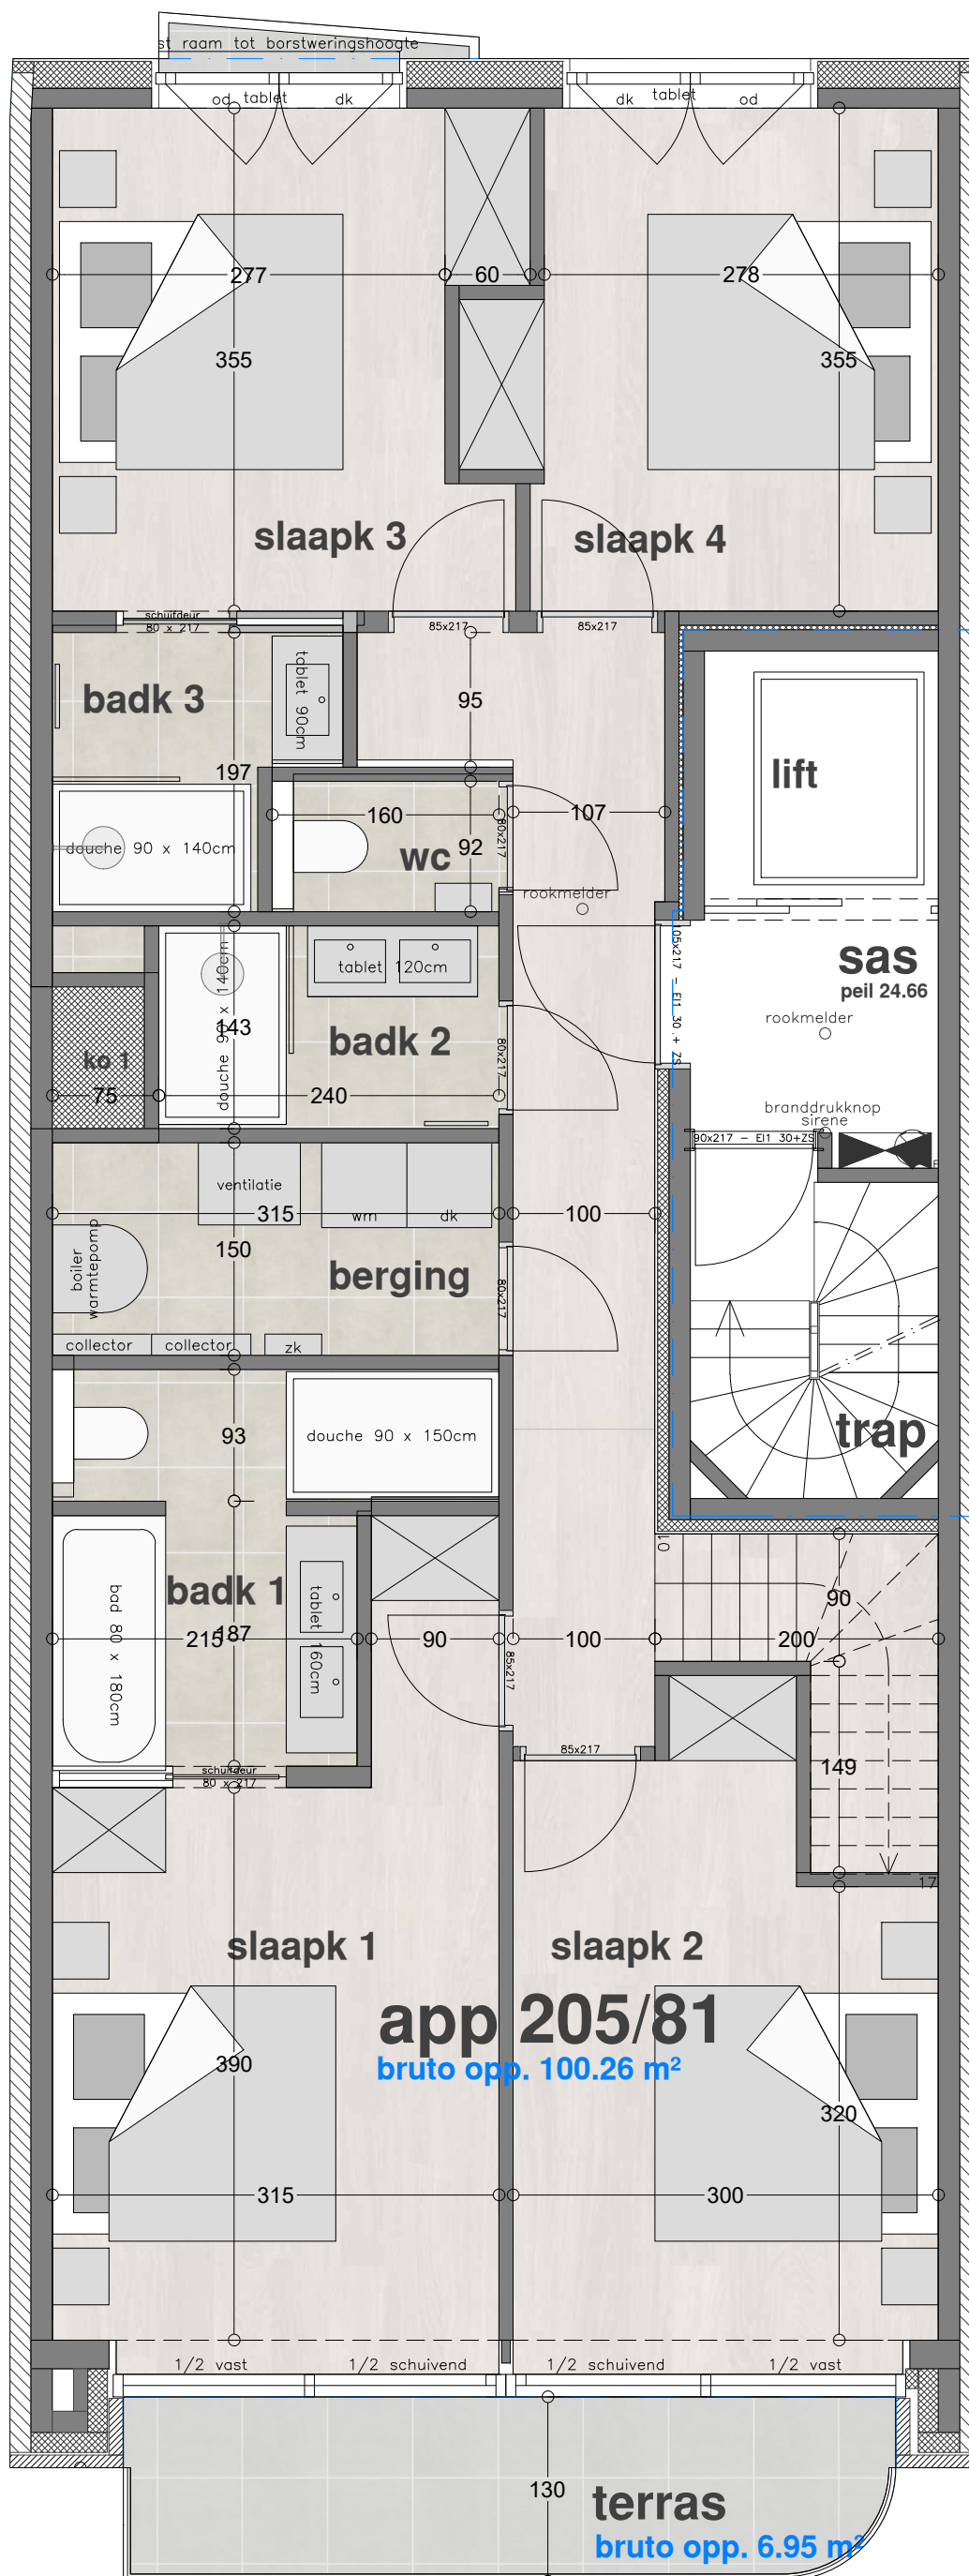 st raam tot borstweringshoogte
od tablet dk
dk tablet od
277
60
278
355
355
slaapk 3
slaapk 4
schuifdeur
80 x 217
85x217
85x217
badk 3
tablet 90cm
95
lift
197
160
107
douche 90 x 140cm
wc
92
80x217
rookmelder
sas
peil 24.66
105x217 - EI1 30 + ZS
tablet 120cm
douche 90 x 140cm
143
badk 2
80x217
rookmelder
ko 1
75
240
branddrukknop
sirene
90x217 - EI1 30+ZS
ventilatie
315
wm
dk
100
150
boiler
warmtepomp
berging
80x217
collector
collector
zk
93
douche 90 x 150cm
trap
10
badk 1
bad 80 x 180cm
tablet 160cm
90
215
187
90
100
200
85x217
85x217
149
schuifdeur
80 x 217
17
slaapk 1
slaapk 2
app 205/81
bruto opp. 100.26 m²
390
320
315
300
1/2 vast
1/2 schuivend
1/2 schuivend
1/2 vast
130
terras
bruto opp. 6.95 m²